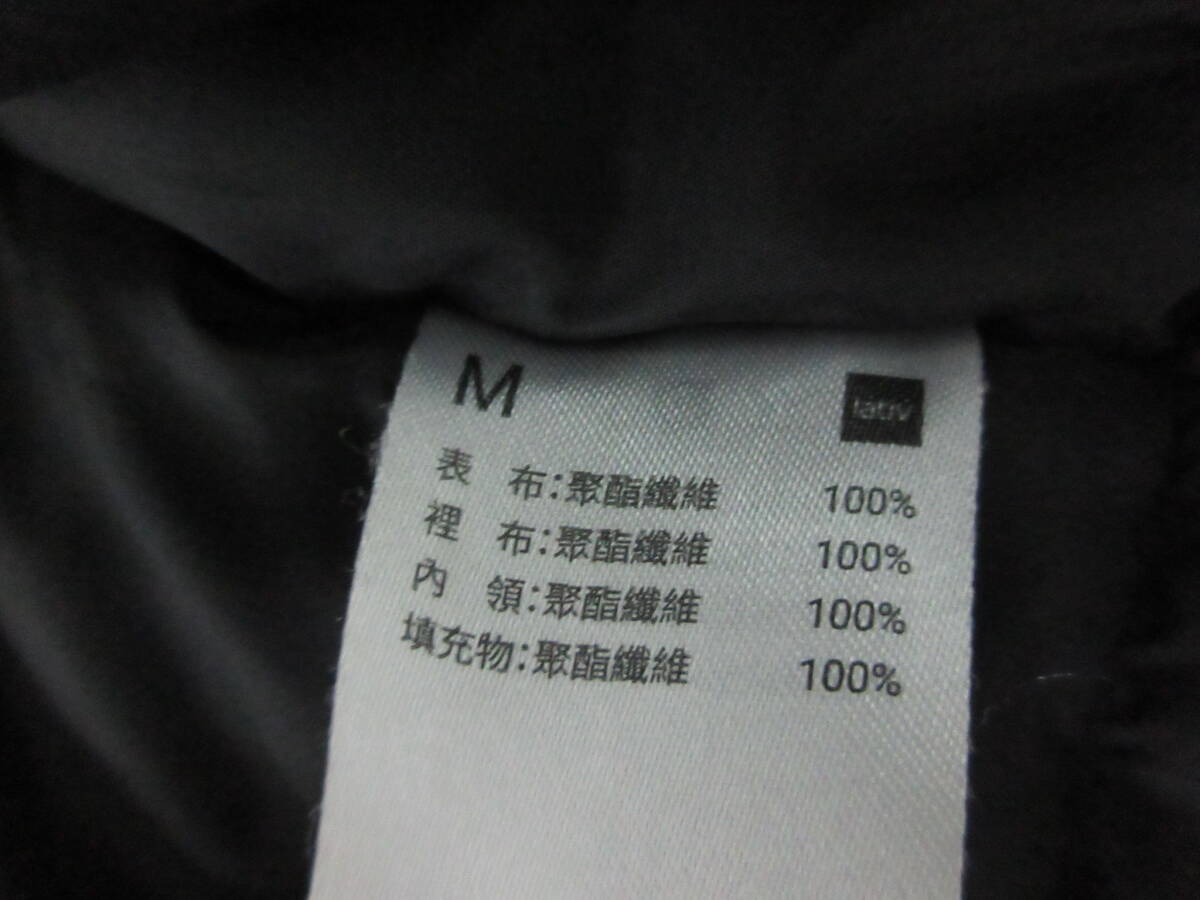 M
lativ
表 布:聚酯纖維 100%
裡 布:聚酯纖維 100%
內 領:聚酯纖維 100%
填充物:聚酯纖維 100%